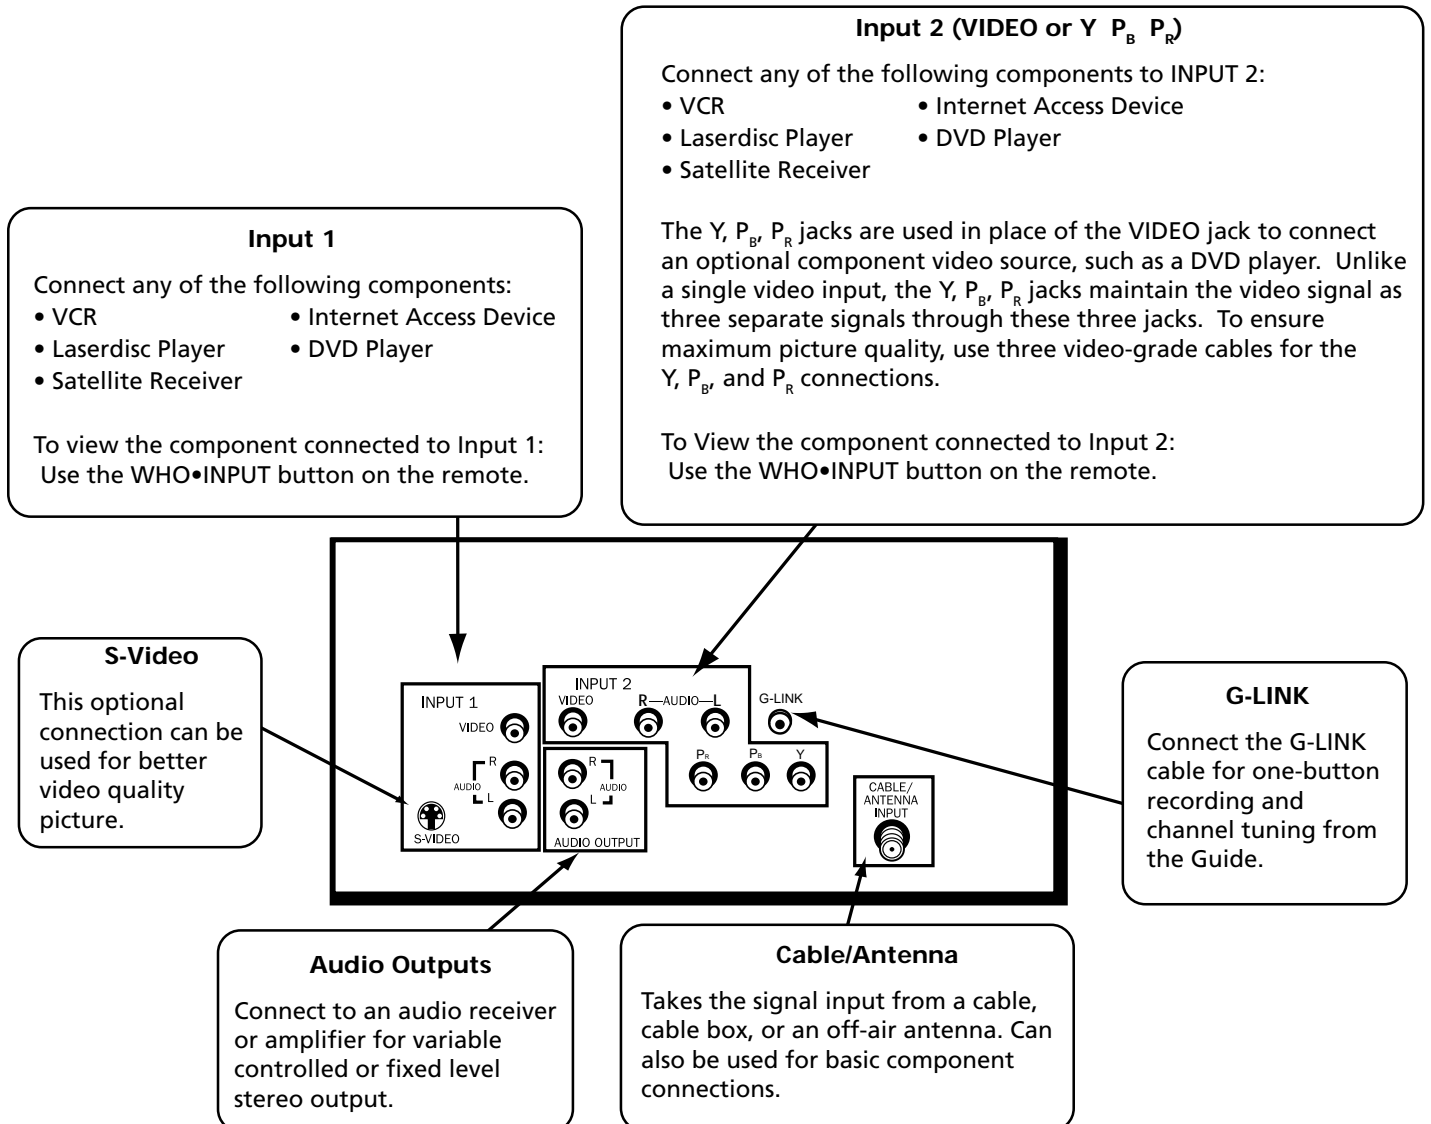 Input 2 (VIDEO or Y PB PR)
Connect any of the following components to INPUT 2:
• VCR • Internet Access Device
• Laserdisc Player • DVD Player
• Satellite Receiver
The Y, PB, PR jacks are used in place of the VIDEO jack to connect
an optional component video source, such as a DVD player. Unlike
a single video input, the Y, PB, PR jacks maintain the video signal as
three separate signals through these three jacks. To ensure
maximum picture quality, use three video-grade cables for the
Y, PB, and PR connections.
To View the component connected to Input 2:
Use the WHO•INPUT button on the remote.
Input 1
Connect any of the following components:
• VCR • Internet Access Device
• Laserdisc Player • DVD Player
• Satellite Receiver
To view the component connected to Input 1:
Use the WHO•INPUT button on the remote.
S-Video
This optional
connection can be
used for better
video quality
picture.
INPUT 1
VIDEO
R
AUDIO
L
S-VIDEO
INPUT 2
VIDEO
R—AUDIO—L
PR PB Y
G-LINK
R
AUDIO
L
AUDIO OUTPUT
CABLE/
ANTENNA
INPUT
G-LINK
Connect the G-LINK
cable for one-button
recording and
channel tuning from
the Guide.
Audio Outputs
Connect to an audio receiver
or amplifier for variable
controlled or fixed level
stereo output.
Cable/Antenna
Takes the signal input from a cable,
cable box, or an off-air antenna. Can
also be used for basic component
connections.